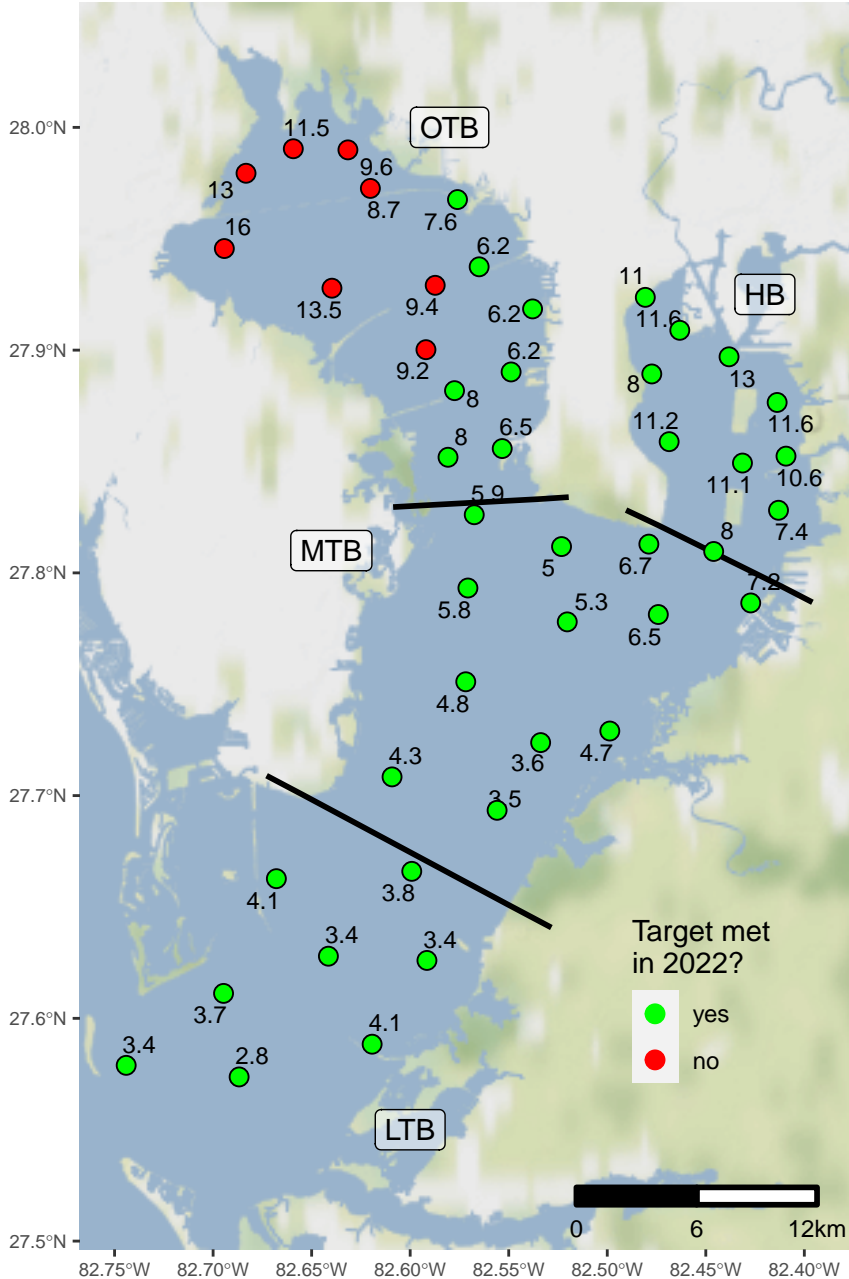 28.0°N
11.5
OTB
9.6
13
8.7
7.6
16
6.2
11
HB
13.5
9.4
6.2
11.6
27.9°N
9.2
6.2
13
8
8
11.6
8
6.5
11.2
11.1
10.6
5.9
7.4
MTB
8
5
6.7
27.8°N
7.2
5.8
5.3
6.5
4.8
4.3
3.6
4.7
27.7°N
3.5
4.1
3.8
3.4
3.4
Target met
in 2022?
3.7
yes
27.6°N
4.1
3.4
2.8
no
LTB
0
6
12km
27.5°N
82.75°W
82.70°W
82.65°W
82.60°W
82.55°W
82.50°W
82.45°W
82.40°W